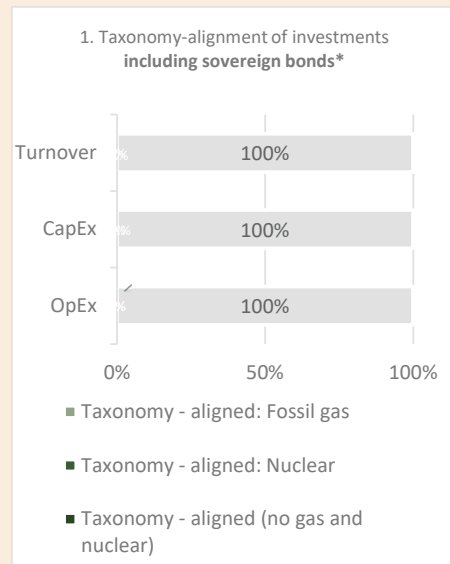 1. Taxonomy-alignment of investments
including sovereign bonds*
Turnover
100%
CapEx
100%
OpEx
100%
0%
50%
100%
Taxonomy - aligned: Fossil gas
Taxonomy - aligned: Nuclear
Taxonomy - aligned (no gas and
nuclear)